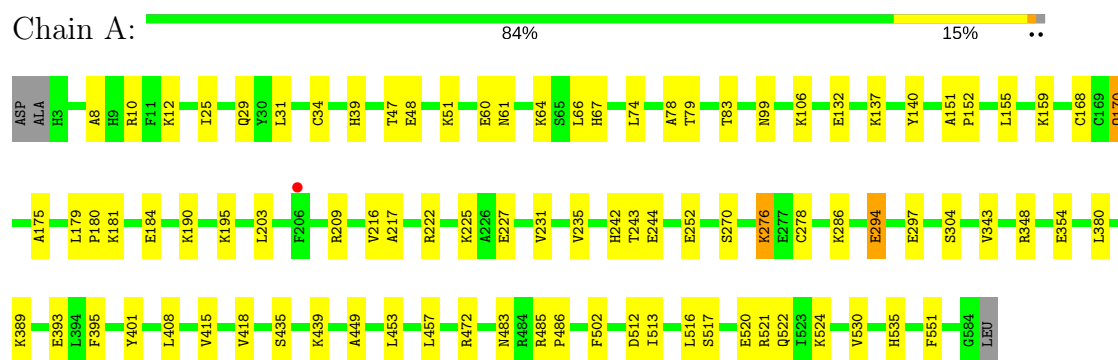 Chain A:
84% 15% ••
ASP ALA H3 A8 H9 R10 F11 K12 I25 Q29 Y30 L31 C34 H39 T47 E48 K51 E60 N61 K64 S65 L66 H67 L74 A78 T79 T83 N99 K106 E132 K137 Y140 A151 P152 L155 K159 C168 C169 Q170
A175 L179 P180 K181 E184 K190 K195 L203 F206 R209 V216 A217 R222 K225 A226 E227 V231 V235 H242 T243 E244 E252 S270 K276 E277 C278 K286 E294 E297 S304 V343 R348 E354 L380
K389 E393 L394 F395 Y401 L408 V415 V418 S435 K439 A449 L453 L457 R472 N483 R484 R485 P486 F502 D512 I513 L516 S517 E520 R521 Q522 I523 K524 V530 H535 F551 G584 LEU